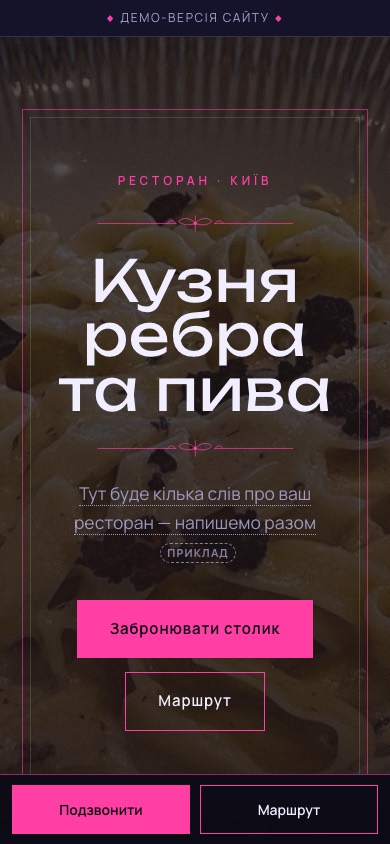 ♦ ДЕМО-ВЕРСІЯ САЙТУ ♦
РЕСТОРАН · КИЇВ
Кузня
ребра
та пива
Тут буде кілька слів про ваш
ресторан — напишемо разом
ПРИКЛАД
Забронювати столик
Маршрут
Подзвонити
Маршрут